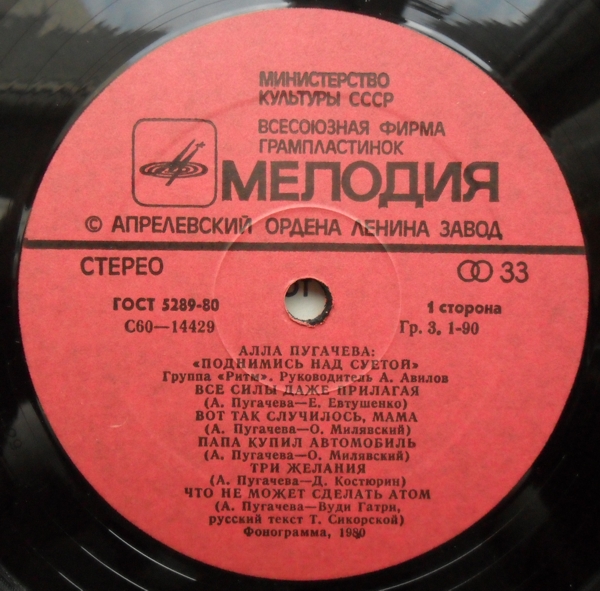 МИНИСТЕРСТВО
КУЛЬТУРЫ СССР
ВСЕСОЮЗНАЯ ФИРМА
ГРАМПЛАСТИНОК
МЕЛОДИЯ
© АПРЕЛЕВСКИЙ ОРДЕНА ЛЕНИНА ЗАВОД
СТЕРЕО 33
ГОСТ 5289-80 1 сторона
С60—14429 Гр. 3. 1-90
АЛЛА ПУГАЧЕВА:
«ПОДНИМИСЬ НАД СУЕТОЙ»
Группа «Ритм». Руководитель А. Авилов
ВСЕ СИЛЫ ДАЖЕ ПРИЛАГАЯ
(А. Пугачева—Е. Евтушенко)
ВОТ ТАК СЛУЧИЛОСЬ, МАМА
(А. Пугачева—О. Милявский)
ПАПА КУПИЛ АВТОМОБИЛЬ
(А. Пугачева—О. Милявский)
ТРИ ЖЕЛАНИЯ
(А. Пугачева—Д. Костюрин)
ЧТО НЕ МОЖЕТ СДЕЛАТЬ АТОМ
(А. Пугачева—Вуди Гатри,
русский текст Т. Сикорской)
Фонограмма, 1980